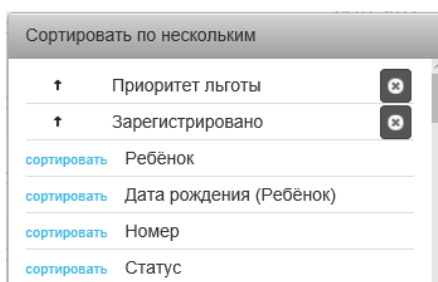 Сортировать по нескольким
↑ Приоритет льготы
↑ Зарегистрировано
сортировать Ребёнок
сортировать Дата рождения (Ребёнок)
сортировать Номер
сортировать Статус